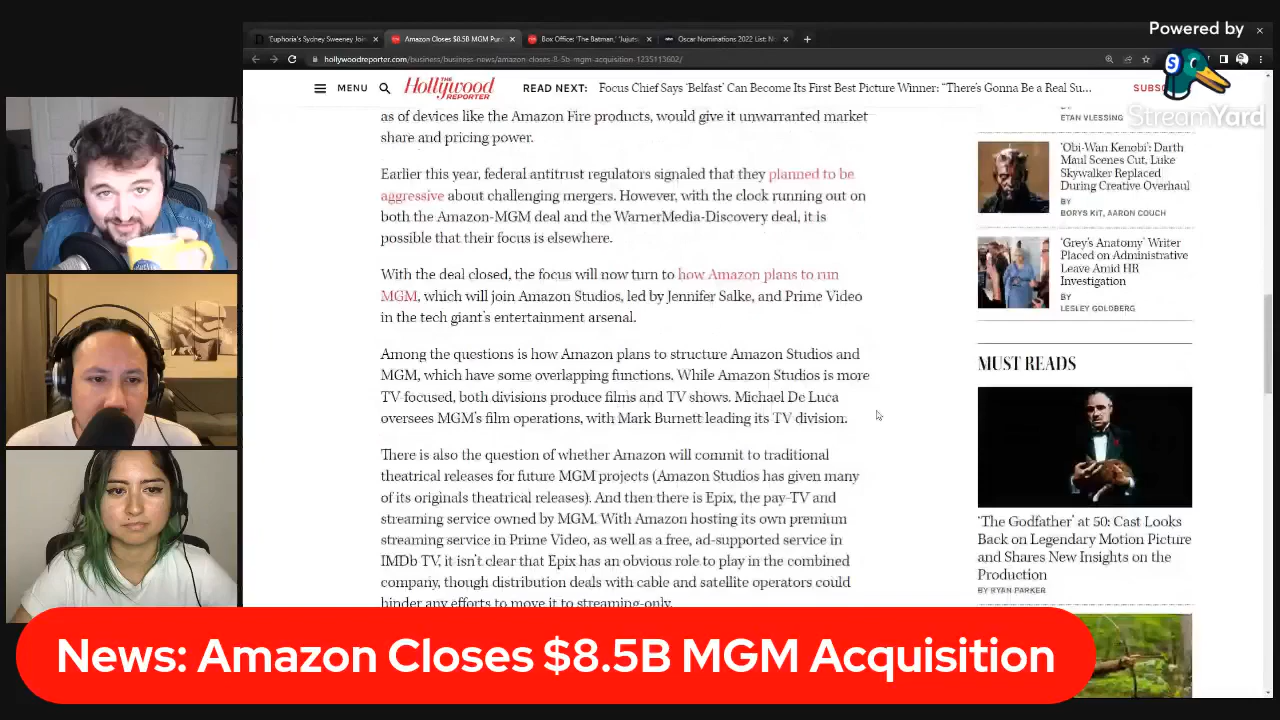 Powered by
StreamYard
'Euphoria's Sydney Sweeney Join
Amazon Closes $8.5B MGM Pur
Box Office: 'The Batman,' 'Jujuts
Oscar Nominations 2022 List: N
hollywoodreporter.com/business/business-news/amazon-closes-8-5b-mgm-acquisition-1235113602/
MENU
THE
Hollywood
REPORTER
READ NEXT: Focus Chief Says 'Belfast' Can Become Its First Best Picture Winner: "There's Gonna Be a Real Su...
as of devices like the Amazon Fire products, would give it unwarranted market
share and pricing power.
Earlier this year, federal antitrust regulators signaled that they planned to be
aggressive about challenging mergers. However, with the clock running out on
both the Amazon-MGM deal and the WarnerMedia-Discovery deal, it is
possible that their focus is elsewhere.
With the deal closed, the focus will now turn to how Amazon plans to run
MGM, which will join Amazon Studios, led by Jennifer Salke, and Prime Video
in the tech giant's entertainment arsenal.
Among the questions is how Amazon plans to structure Amazon Studios and
MGM, which have some overlapping functions. While Amazon Studios is more
TV-focused, both divisions produce films and TV shows. Michael De Luca
oversees MGM's film operations, with Mark Burnett leading its TV division.
There is also the question of whether Amazon will commit to traditional
theatrical releases for future MGM projects (Amazon Studios has given many
of its originals theatrical releases). And then there is Epix, the pay-TV and
streaming service owned by MGM. With Amazon hosting its own premium
streaming service in Prime Video, as well as a free, ad-supported service in
IMDb TV, it isn't clear that Epix has an obvious role to play in the combined
company, though distribution deals with cable and satellite operators could
hinder any efforts to move it to streaming-only.
BY
ETAN VLESSING
'Obi-Wan Kenobi': Darth
Maul Scenes Cut, Luke
Skywalker Replaced
During Creative Overhaul
BY
BORYS KIT, AARON COUCH
'Grey's Anatomy' Writer
Placed on Administrative
Leave Amid HR
Investigation
BY
LESLEY GOLDBERG
MUST READS
'The Godfather' at 50: Cast Looks
Back on Legendary Motion Picture
and Shares New Insights on the
Production
BY RYAN PARKER
News: Amazon Closes $8.5B MGM Acquisition